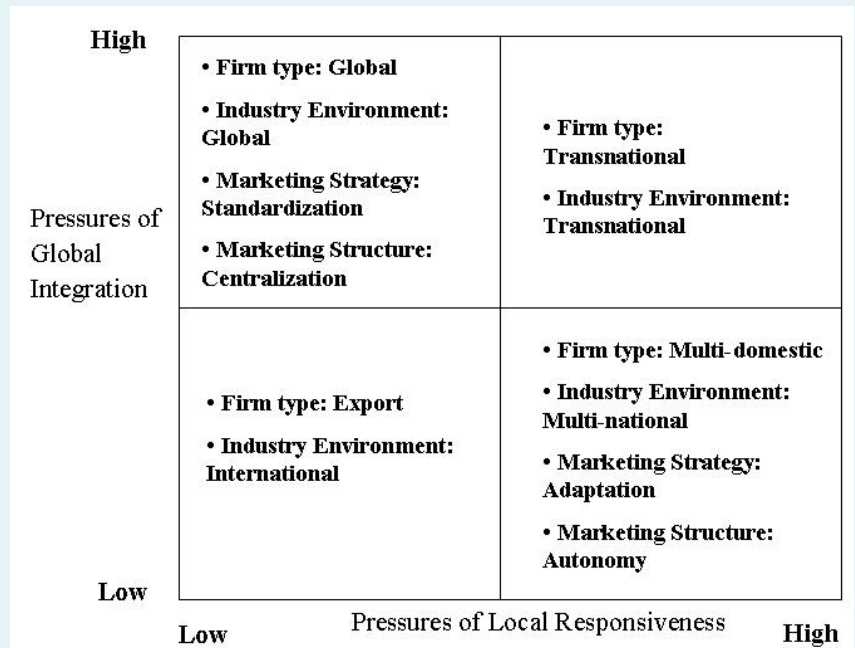 High
• Firm type: Global
• Industry Environment:
Global
• Marketing Strategy:
Standardization
• Marketing Structure:
Centralization
• Firm type:
Transnational
• Industry Environment:
Transnational
Pressures of
Global
Integration
• Firm type: Export
• Industry Environment:
International
• Firm type: Multi-domestic
• Industry Environment:
Multi-national
• Marketing Strategy:
Adaptation
• Marketing Structure:
Autonomy
Low
Low
Pressures of Local Responsiveness
High